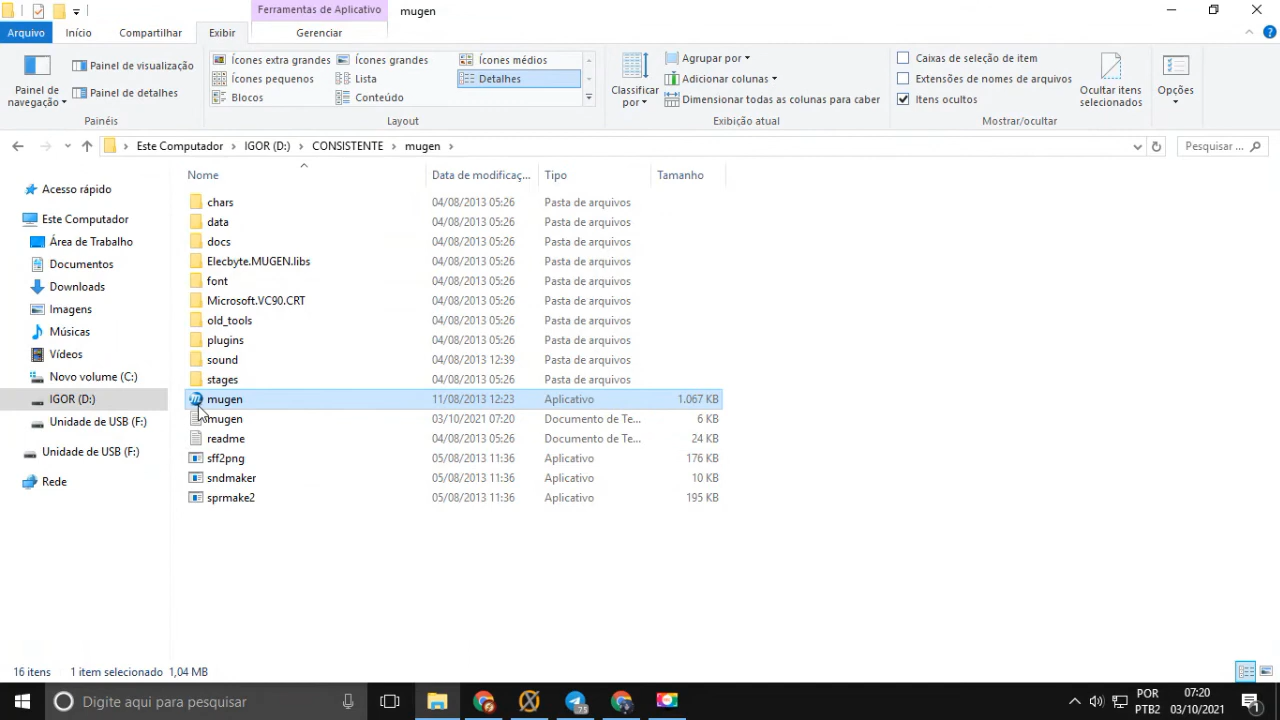 Ferramentas de Aplicativo mugen
Arquivo Início Compartilhar Exibir Gerenciar
Painel de navegação
Painel de visualização
Painel de detalhes
Painéis
Ícones extra grandes Ícones grandes Ícones médios
Ícones pequenos Lista Detalhes
Blocos Conteúdo
Layout
Classificar por
Agrupar por
Adicionar colunas
Dimensionar todas as colunas para caber
Exibição atual
Caixas de seleção de item
Extensões de nomes de arquivos
Itens ocultos
Ocultar itens selecionados
Mostrar/ocultar
Opções
Este Computador IGOR (D:) CONSISTENTE mugen
Pesquisar ...
Acesso rápido
Este Computador
Área de Trabalho
Documentos
Downloads
Imagens
Músicas
Vídeos
Novo volume (C:)
IGOR (D:)
Unidade de USB (F:)
Unidade de USB (F:)
Rede
Nome Data de modificaç... Tipo Tamanho
chars 04/08/2013 05:26 Pasta de arquivos
data 04/08/2013 05:26 Pasta de arquivos
docs 04/08/2013 05:26 Pasta de arquivos
Elecbyte.MUGEN.libs 04/08/2013 05:26 Pasta de arquivos
font 04/08/2013 05:26 Pasta de arquivos
Microsoft.VC90.CRT 04/08/2013 05:26 Pasta de arquivos
old_tools 04/08/2013 05:26 Pasta de arquivos
plugins 04/08/2013 05:26 Pasta de arquivos
sound 04/08/2013 12:39 Pasta de arquivos
stages 04/08/2013 05:26 Pasta de arquivos
mugen 11/08/2013 12:23 Aplicativo 1.067 KB
mugen 03/10/2021 07:20 Documento de Te... 6 KB
readme 04/08/2013 05:26 Documento de Te... 24 KB
sff2png 05/08/2013 11:36 Aplicativo 176 KB
sndmaker 05/08/2013 11:36 Aplicativo 10 KB
sprmake2 05/08/2013 11:36 Aplicativo 195 KB
16 itens 1 item selecionado 1,04 MB
Digite aqui para pesquisar
75
POR
PTB2
07:20
03/10/2021
1